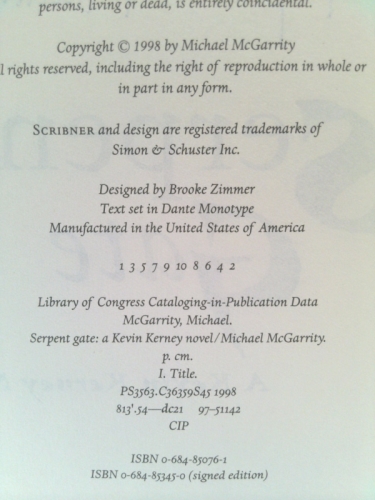 persons, living or dead, is entirely coincidental.
Copyright © 1998 by Michael McGarrity
l rights reserved, including the right of reproduction in whole or
in part in any form.
SCRIBNER and design are registered trademarks of
Simon & Schuster Inc.
Designed by Brooke Zimmer
Text set in Dante Monotype
Manufactured in the United States of America
1 3 5 7 9 10 8 6 4 2
Library of Congress Cataloging-in-Publication Data
McGarrity, Michael.
Serpent gate: a Kevin Kerney novel/Michael McGarrity.
p. cm.
I. Title.
PS3563.C36359S45 1998
813'.54—dc21 97-51142
CIP
ISBN 0-684-85076-1
ISBN 0-684-85345-0 (signed edition)